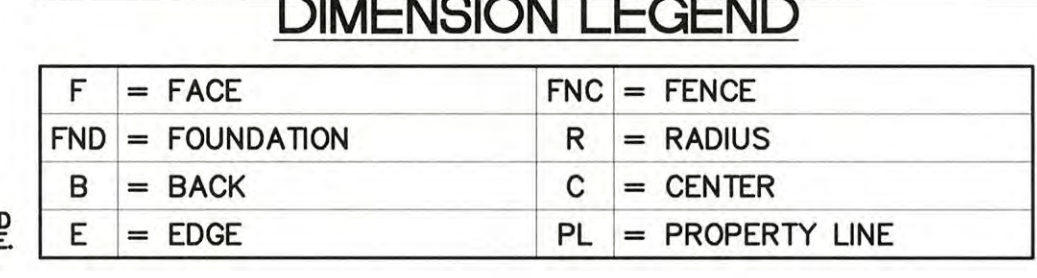 DIMENSION LEGEND
F = FACE FNC = FENCE
FND = FOUNDATION R = RADIUS
B = BACK C = CENTER
E = EDGE PL = PROPERTY LINE